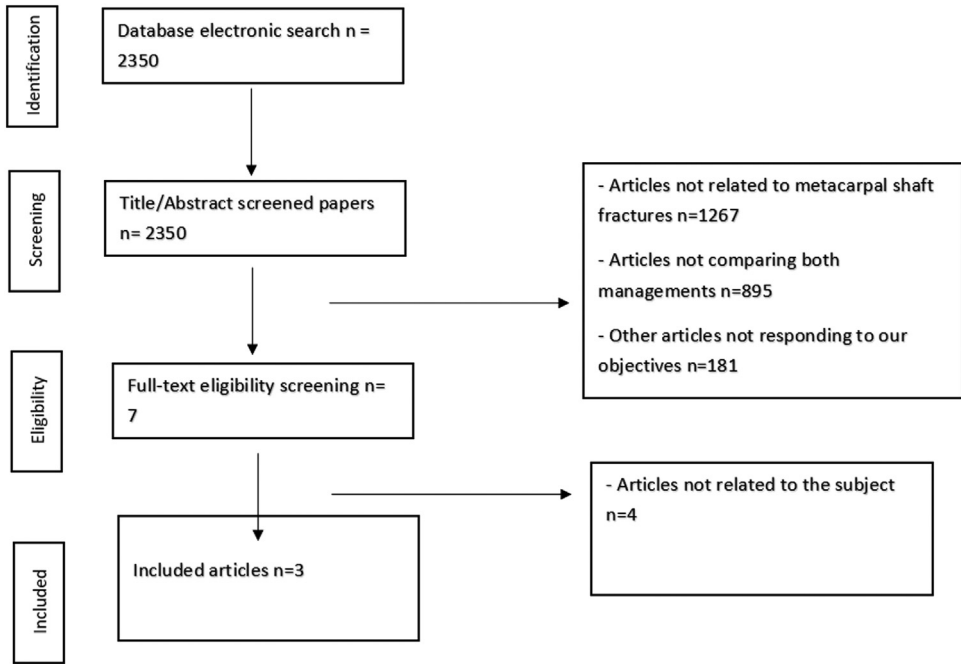 Identification
Database electronic search n =
2350
Screening
Title/Abstract screened papers
n= 2350
- Articles not related to metacarpal shaft
fractures n=1267
- Articles not comparing both
managements n=895
- Other articles not responding to our
objectives n=181
Eligibility
Full-text eligibility screening n=
7
- Articles not related to the subject
n=4
Included
Included articles n=3